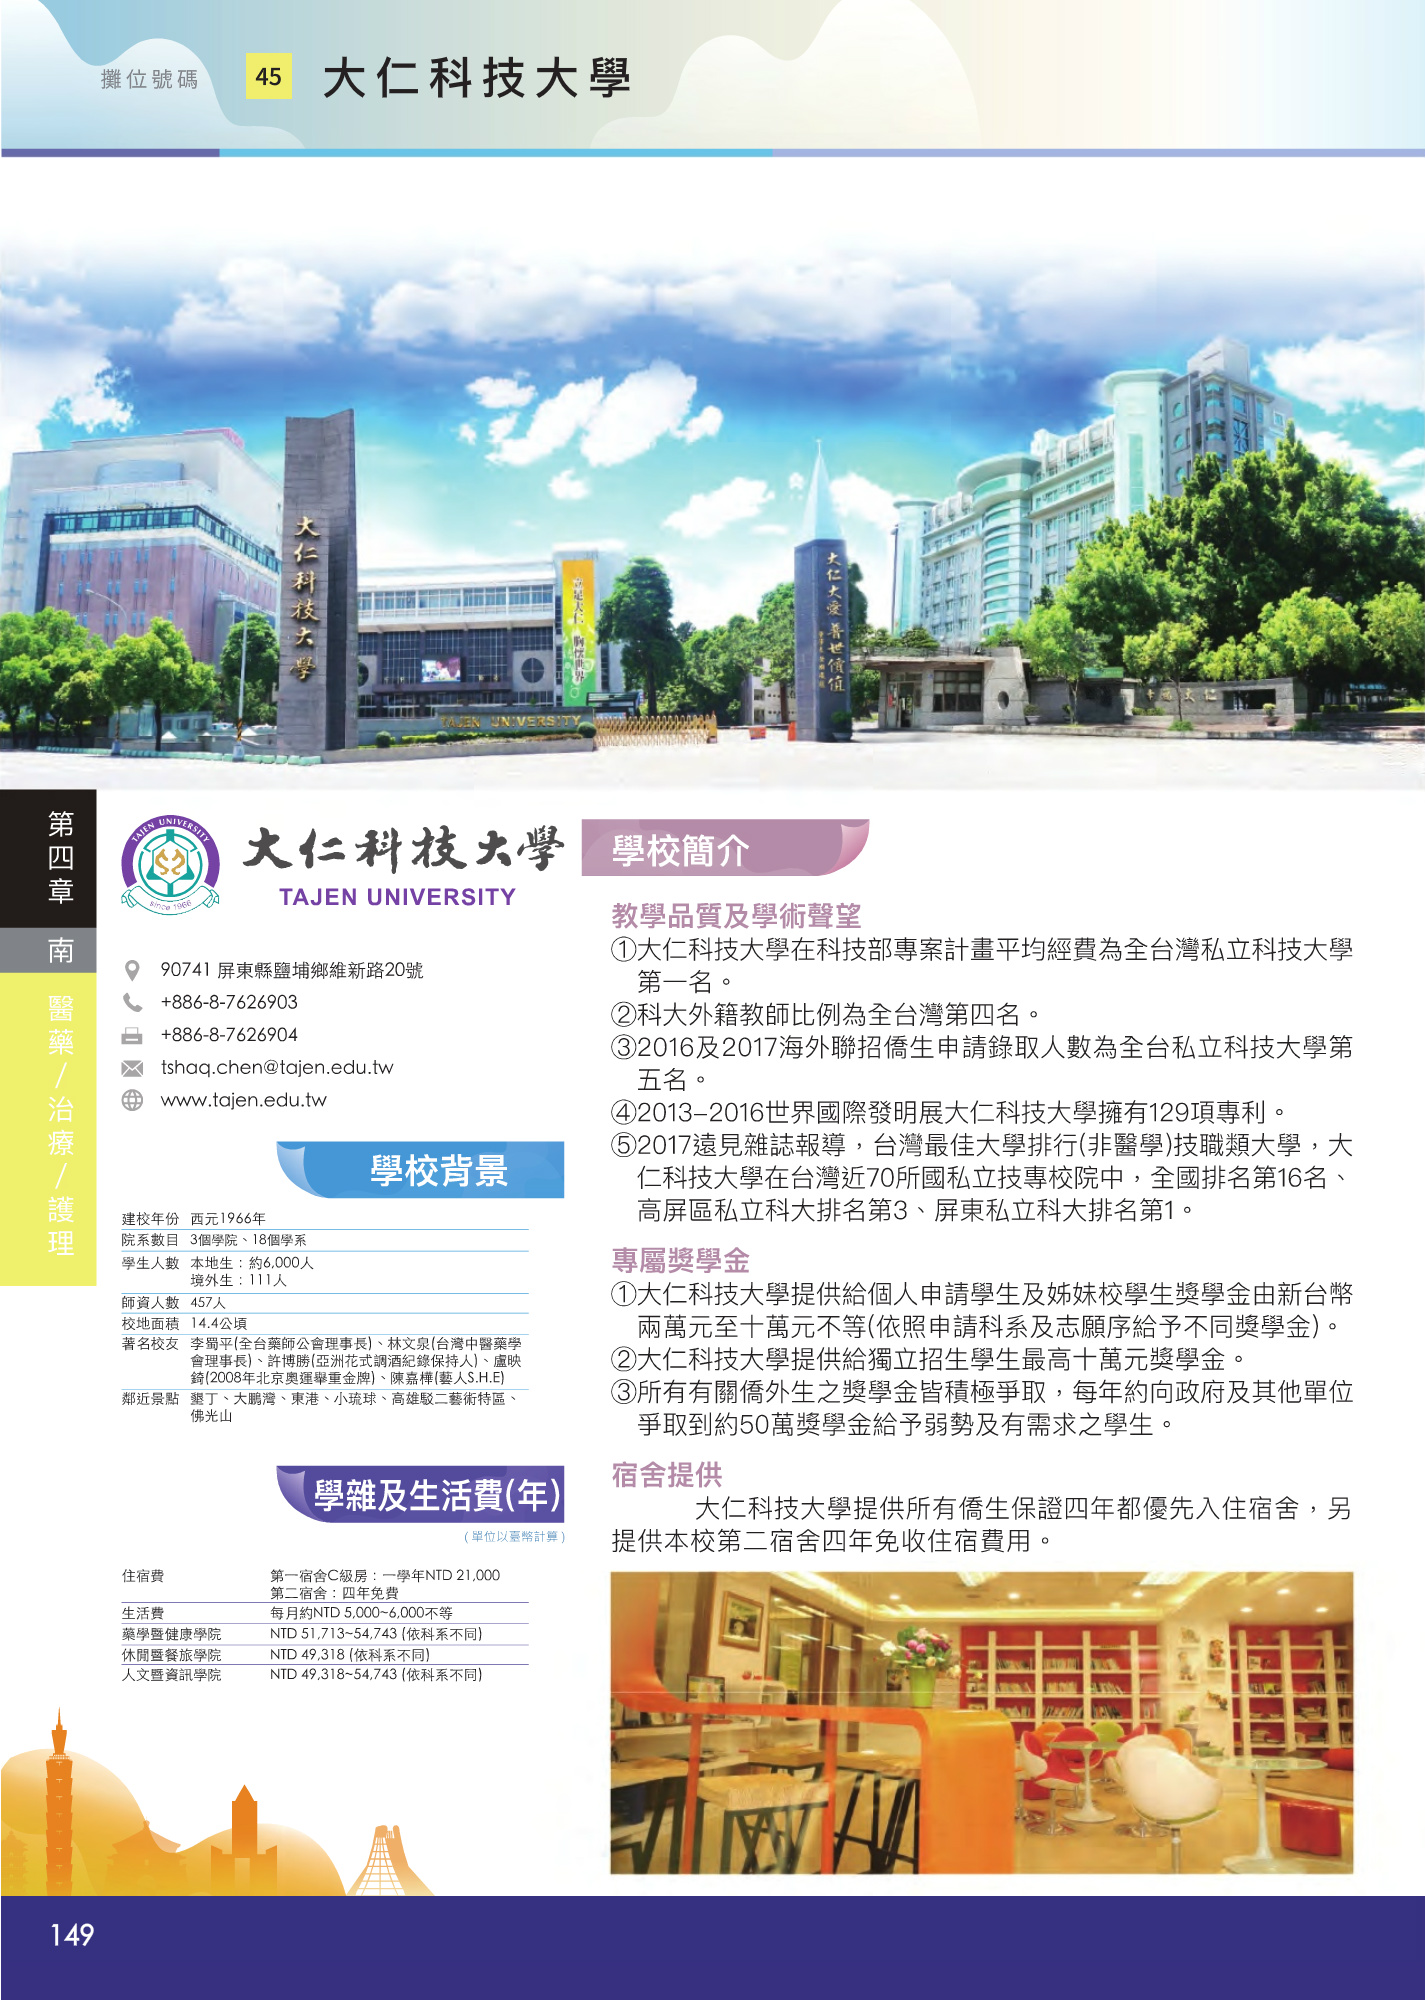 攤位號碼 45 大仁科技大學
大仁科技大學
立足大仁 胸懷世界
TAJEN UNIVERSITY
大仁大愛 普世價值
第四章
南
醫藥/治療/護理
TAJEN UNIVERSITY
since 1966
大仁科技大學
TAJEN UNIVERSITY
90741 屏東縣鹽埔鄉維新路20號
+886-8-7626903
+886-8-7626904
tshaq.chen@tajen.edu.tw
www.tajen.edu.tw
學校背景
建校年份 西元1966年
院系數目 3個學院、18個學系
學生人數 本地生：約6,000人
境外生：111人
師資人數 457人
校地面積 14.4公頃
著名校友 李蜀平(全台藥師公會理事長)、林文泉(台灣中醫藥學
會理事長)、許博勝(亞洲花式調酒紀錄保持人)、盧映
錡(2008年北京奧運舉重金牌)、陳嘉樺(藝人S.H.E)
鄰近景點 墾丁、大鵬灣、東港、小琉球、高雄駁二藝術特區、
佛光山
學雜及生活費(年)
(單位以臺幣計算)
住宿費 第一宿舍C級房：一學年NTD 21,000
第二宿舍：四年免費
生活費 每月約NTD 5,000~6,000不等
藥學暨健康學院 NTD 51,713~54,743 (依科系不同)
休閒暨餐旅學院 NTD 49,318 (依科系不同)
人文暨資訊學院 NTD 49,318~54,743 (依科系不同)
學校簡介
教學品質及學術聲望
①大仁科技大學在科技部專案計畫平均經費為全台灣私立科技大學
第一名。
②科大外籍教師比例為全台灣第四名。
③2016及2017海外聯招僑生申請錄取人數為全台私立科技大學第
五名。
④2013-2016世界國際發明展大仁科技大學擁有129項專利。
⑤2017遠見雜誌報導，台灣最佳大學排行(非醫學)技職類大學，大
仁科技大學在台灣近70所國私立技專校院中，全國排名第16名、
高屏區私立科大排名第3、屏東私立科大排名第1。
專屬獎學金
①大仁科技大學提供給個人申請學生及姊妹校學生獎學金由新台幣
兩萬元至十萬元不等(依照申請科系及志願序給予不同獎學金)。
②大仁科技大學提供給獨立招生學生最高十萬元獎學金。
③所有有關僑外生之獎學金皆積極爭取，每年約向政府及其他單位
爭取到約50萬獎學金給予弱勢及有需求之學生。
宿舍提供
大仁科技大學提供所有僑生保證四年都優先入住宿舍，另
提供本校第二宿舍四年免收住宿費用。
149